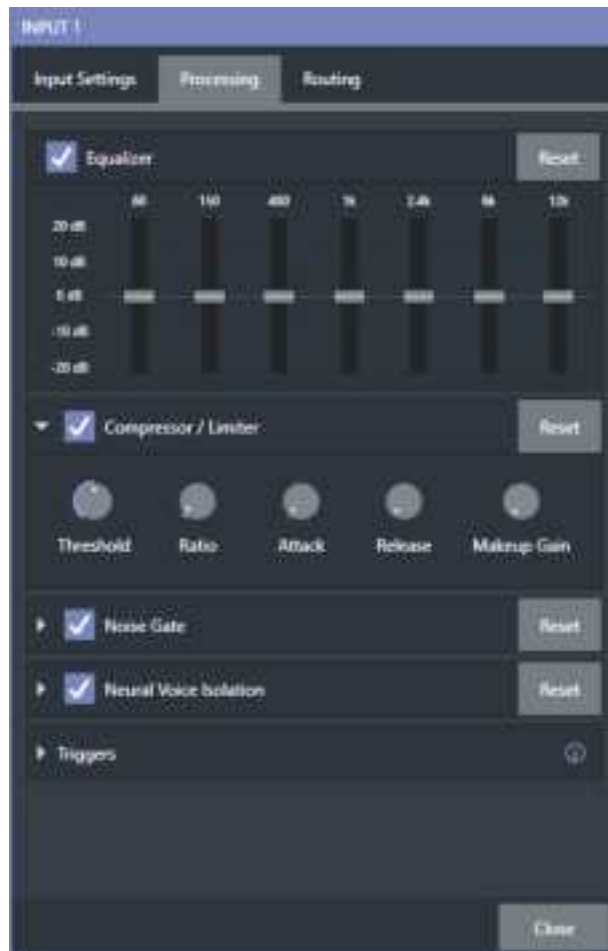 INPUT 1
Input Settings Processing Routing
Equalizer Reset
60 150 400 1k 2.4k 6k 12k
20 dB
10 dB
0 dB
-10 dB
-20 dB
Compressor / Limiter Reset
Threshold Ratio Attack Release Makeup Gain
Noise Gate Reset
Neural Voice Isolation Reset
Triggers
Close